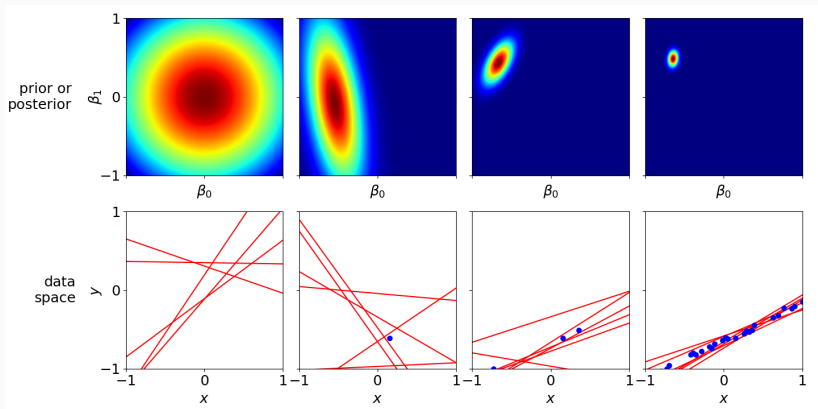 1
prior or
posterior
β₁
0
−1
β₀
β₀
β₀
β₀
1
data
space
y
0
−1
−1 0 1
−1 0 1
−1 0 1
−1 0 1
x
x
x
x